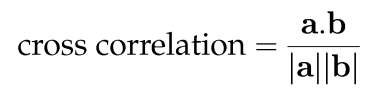 cross correlation = a.b / |a||b|